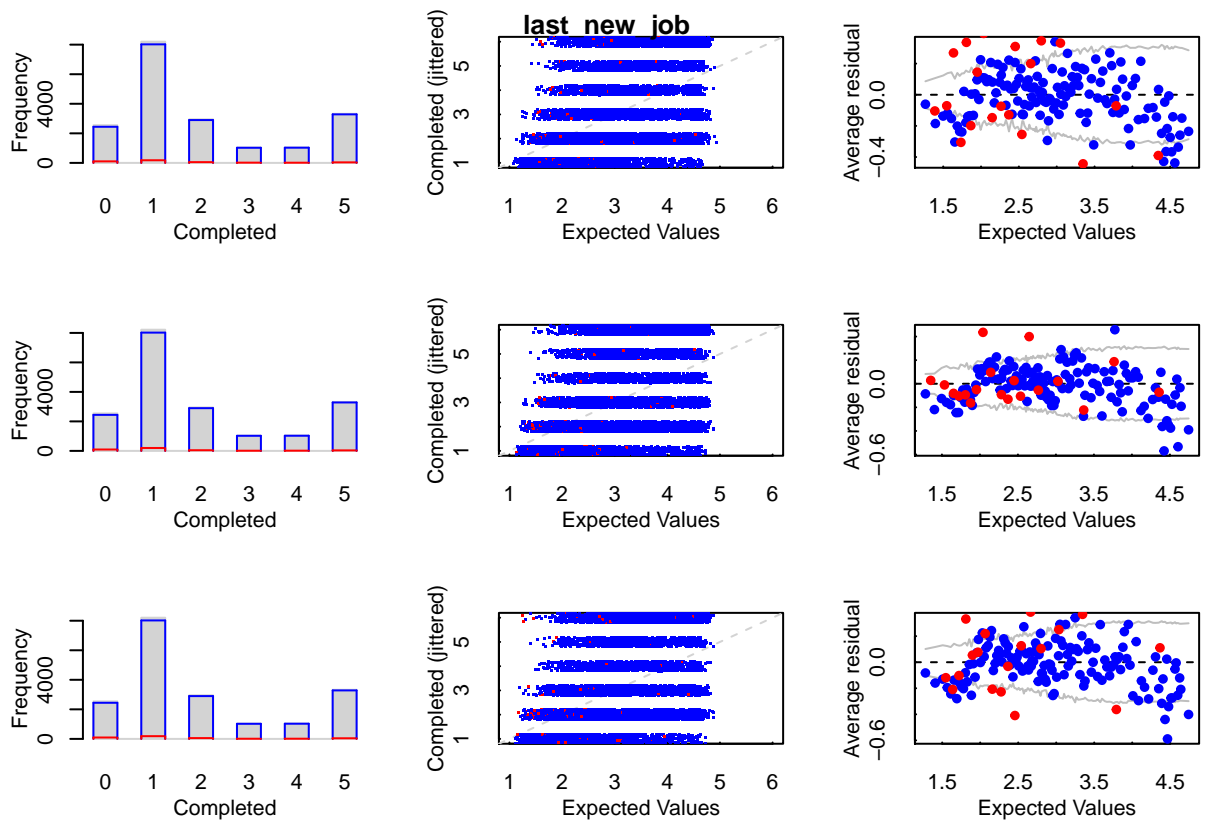 last_new_job
Frequency
0
4000
0 1 2 3 4 5
Completed
Completed (jittered)
1
3
5
1 2 3 4 5 6
Expected Values
Average residual
−0.4
0.0
1.5 2.5 3.5 4.5
Expected Values
Frequency
0
4000
0 1 2 3 4 5
Completed
Completed (jittered)
1
3
5
1 2 3 4 5 6
Expected Values
Average residual
−0.6
0.0
1.5 2.5 3.5 4.5
Expected Values
Frequency
0
4000
0 1 2 3 4 5
Completed
Completed (jittered)
1
3
5
1 2 3 4 5 6
Expected Values
Average residual
−0.6
0.0
1.5 2.5 3.5 4.5
Expected Values